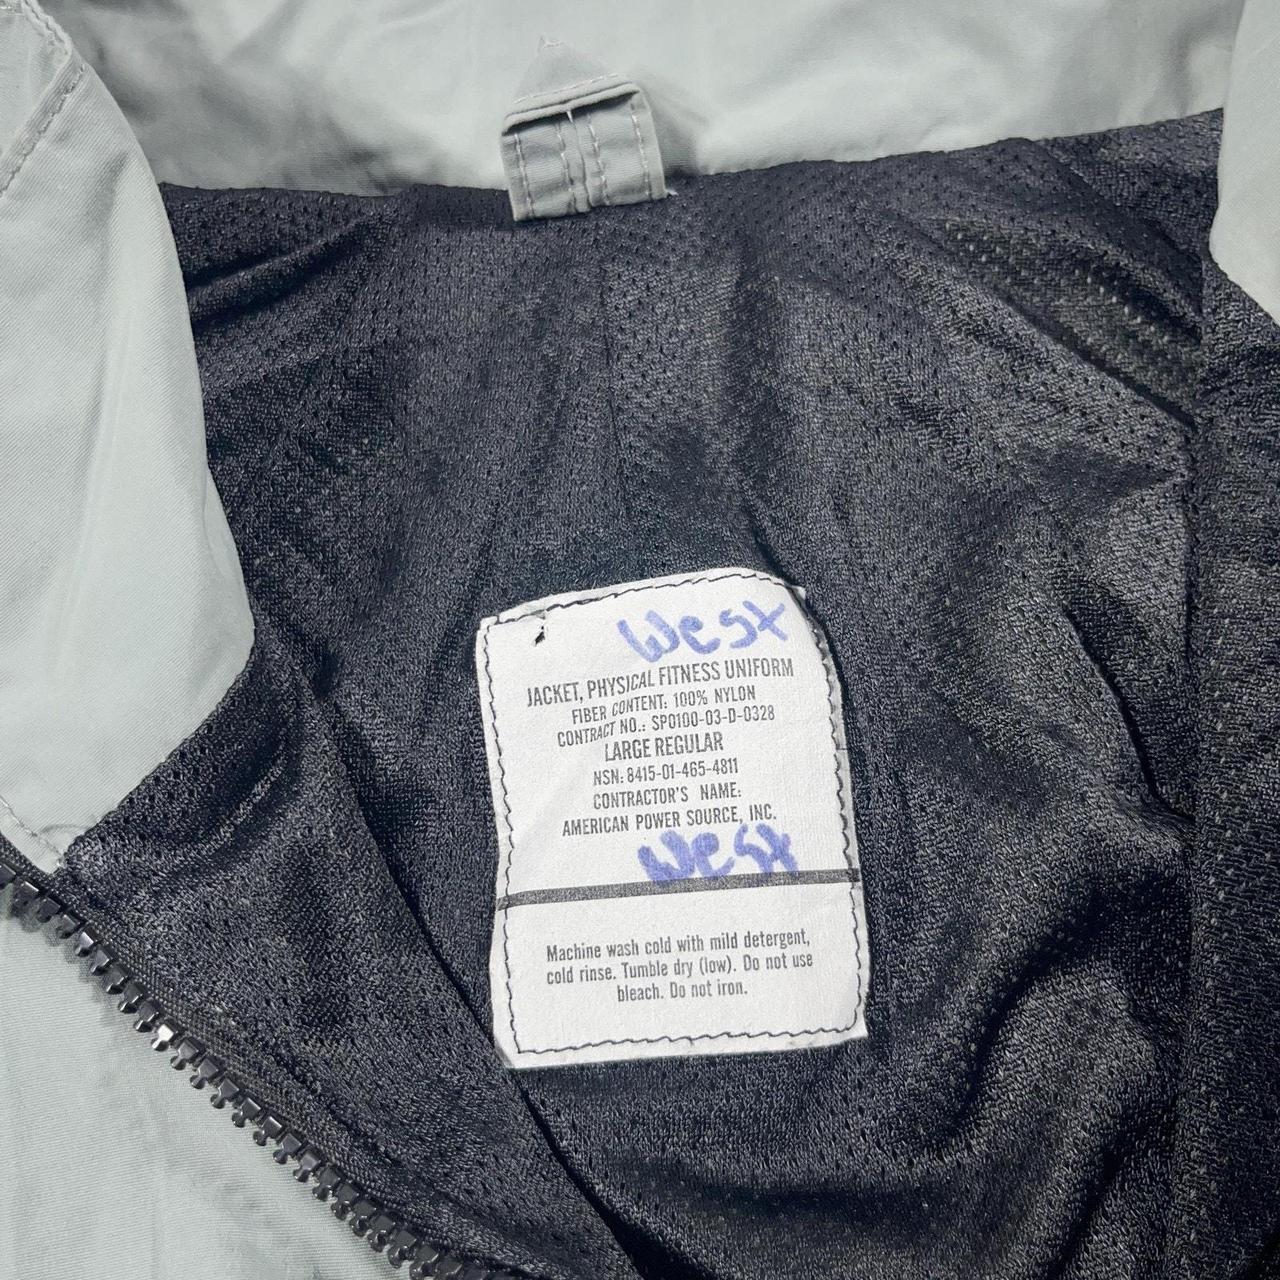 West
JACKET, PHYSICAL FITNESS UNIFORM
FIBER CONTENT: 100% NYLON
CONTRACT NO.: SPO100-03-D-0328
LARGE REGULAR
NSN: 8415-01-465-4811
CONTRACTOR'S NAME:
AMERICAN POWER SOURCE, INC.
West
Machine wash cold with mild detergent,
cold rinse. Tumble dry (low). Do not use
bleach. Do not iron.